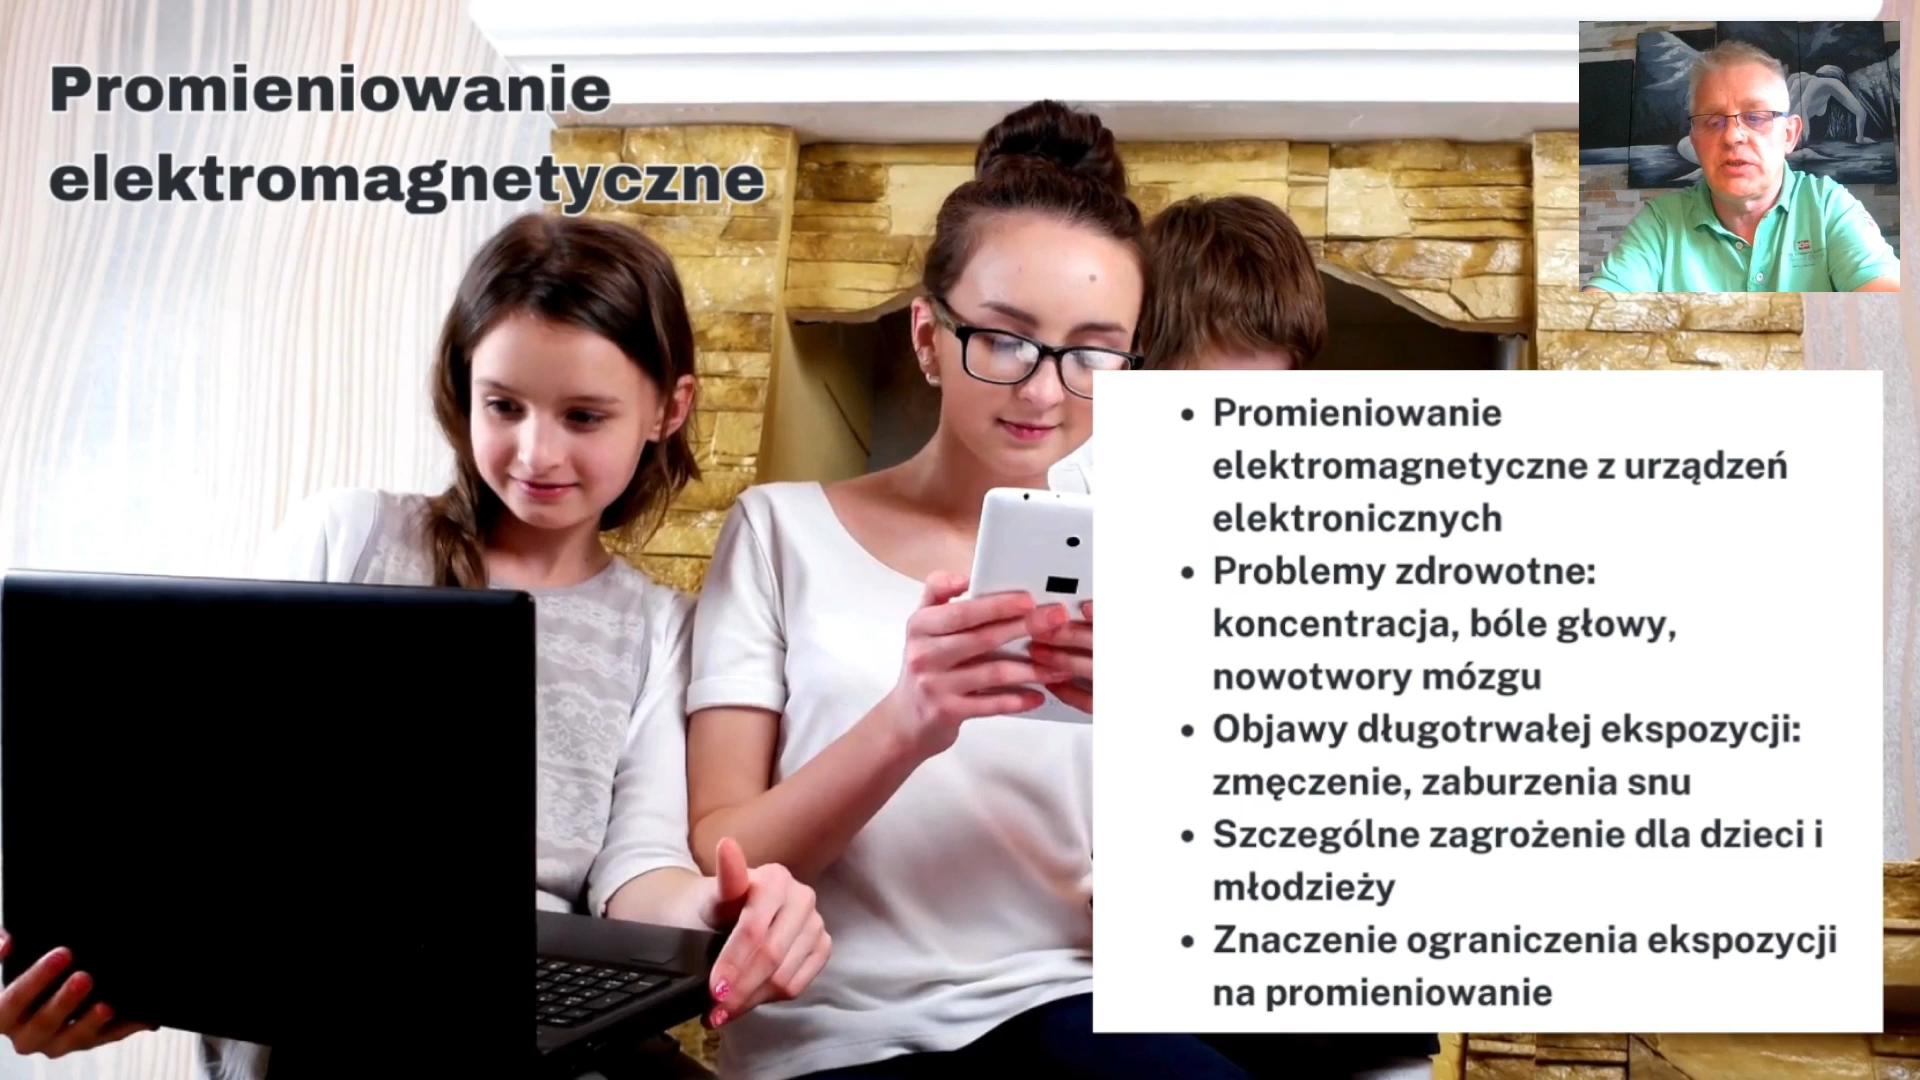 Promieniowanie
elektromagnetyczne
• Promieniowanie
elektromagnetyczne z urządzeń
elektronicznych
• Problemy zdrowotne:
koncentracja, bóle głowy,
nowotwory mózgu
• Objawy długotrwałej ekspozycji:
zmęczenie, zaburzenia snu
• Szczególne zagrożenie dla dzieci i
młodzieży
• Znaczenie ograniczenia ekspozycji
na promieniowanie